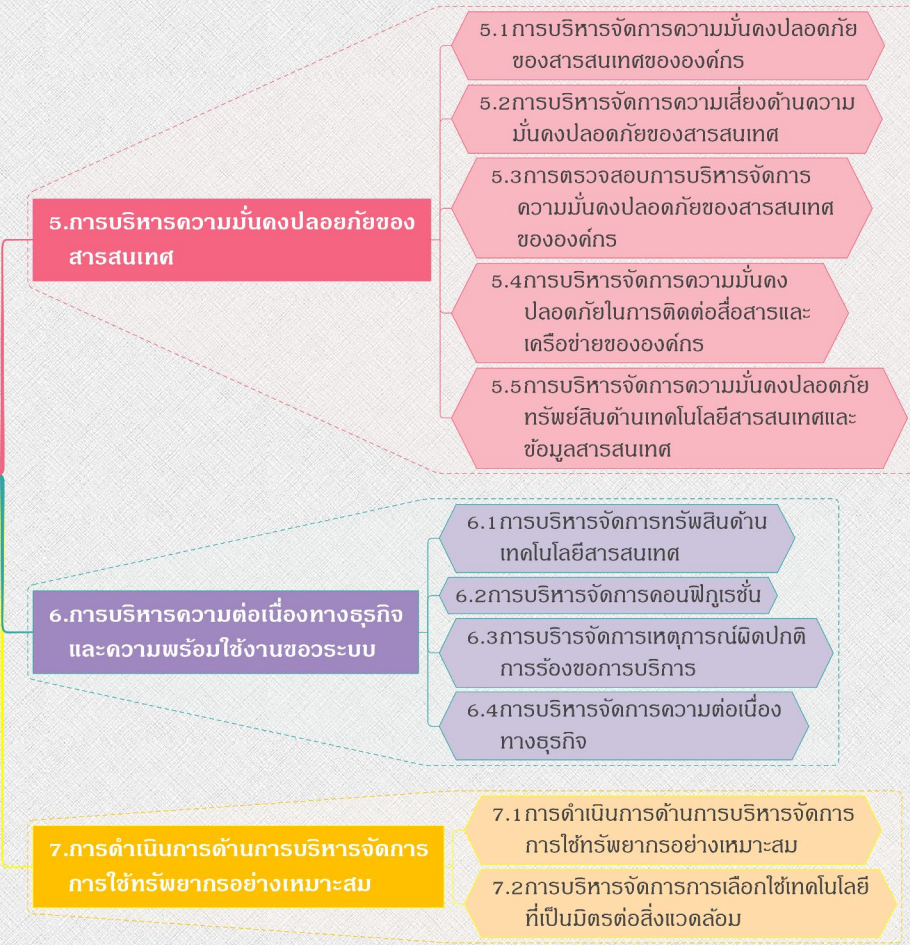 5.การบริหารความมั่นคงปลอยภัยของ
สารสนเทศ
5.1การบริหารจัดการความมั่นคงปลอดภัย
ของสารสนเทศขององค์กร
5.2การบริหารจัดการความเสี่ยงด้านความ
มั่นคงปลอดภัยของสารสนเทศ
5.3การตรวจสอบการบริหารจัดการ
ความมั่นคงปลอดภัยของสารสนเทศ
ขององค์กร
5.4การบริหารจัดการความมั่นคง
ปลอดภัยในการติดต่อสื่อสารและ
เครือข่ายขององค์กร
5.5การบริหารจัดการความมั่นคงปลอดภัย
ทรัพย์สินด้านเทคโนโลยีสารสนเทศและ
ข้อมูลสารสนเทศ
6.การบริหารความต่อเนื่องทางธุรกิจ
และความพร้อมใช้งานขอวระบบ
6.1การบริหารจัดการทรัพสินด้าน
เทคโนโลยีสารสนเทศ
6.2การบริหารจัดการคอนฟิกูเรชั่น
6.3การบริารจัดการเหตุการณ์ผิดปกติ
การร้องขอการบริการ
6.4การบริหารจัดการความต่อเนื่อง
ทางธุรกิจ
7.การดำเนินการด้านการบริหารจัดการ
การใช้ทรัพยากรอย่างเหมาะสม
7.1การดำเนินการด้านการบริหารจัดการ
การใช้ทรัพยากรอย่างเหมาะสม
7.2การบริหารจัดการการเลือกใช้เทคโนโลยี
ที่เป็นมิตรต่อสิ่งแวดล้อม